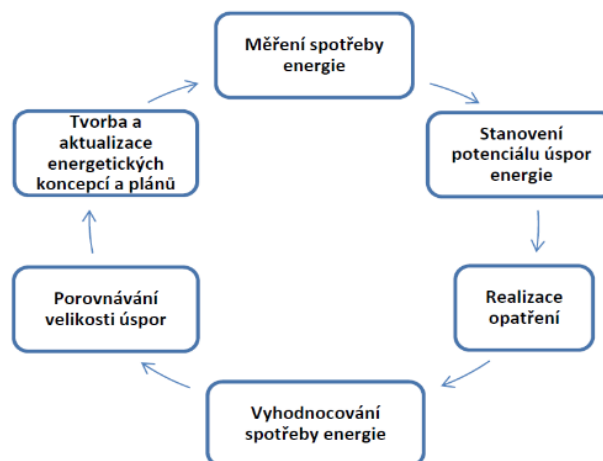 Měření spotřeby
energie
Stanovení
potenciálu úspor
energie
Realizace
opatření
Vyhodnocování
spotřeby energie
Porovnávání
velikosti úspor
Tvorba a
aktualizace
energetických
koncepcí a plánů